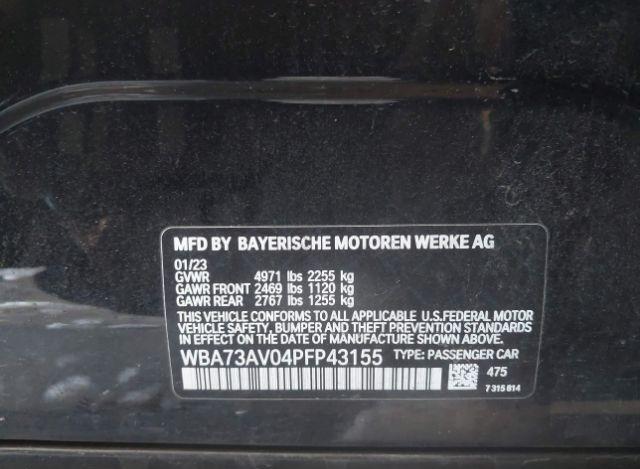 MFD BY BAYERISCHE MOTOREN WERKE AG
01/23
GVWR 4971 lbs 2255 kg
GAWR FRONT 2469 lbs 1120 kg
GAWR REAR 2767 lbs 1255 kg
THIS VEHICLE CONFORMS TO ALL APPLICABLE U.S.FEDERAL MOTOR
VEHICLE SAFETY, BUMPER AND THEFT PREVENTION STANDARDS
IN EFFECT ON THE DATE OF MANUFACTURE SHOWN ABOVE
WBA73AV04PFP43155 TYPE: PASSENGER CAR
475
7 315 814